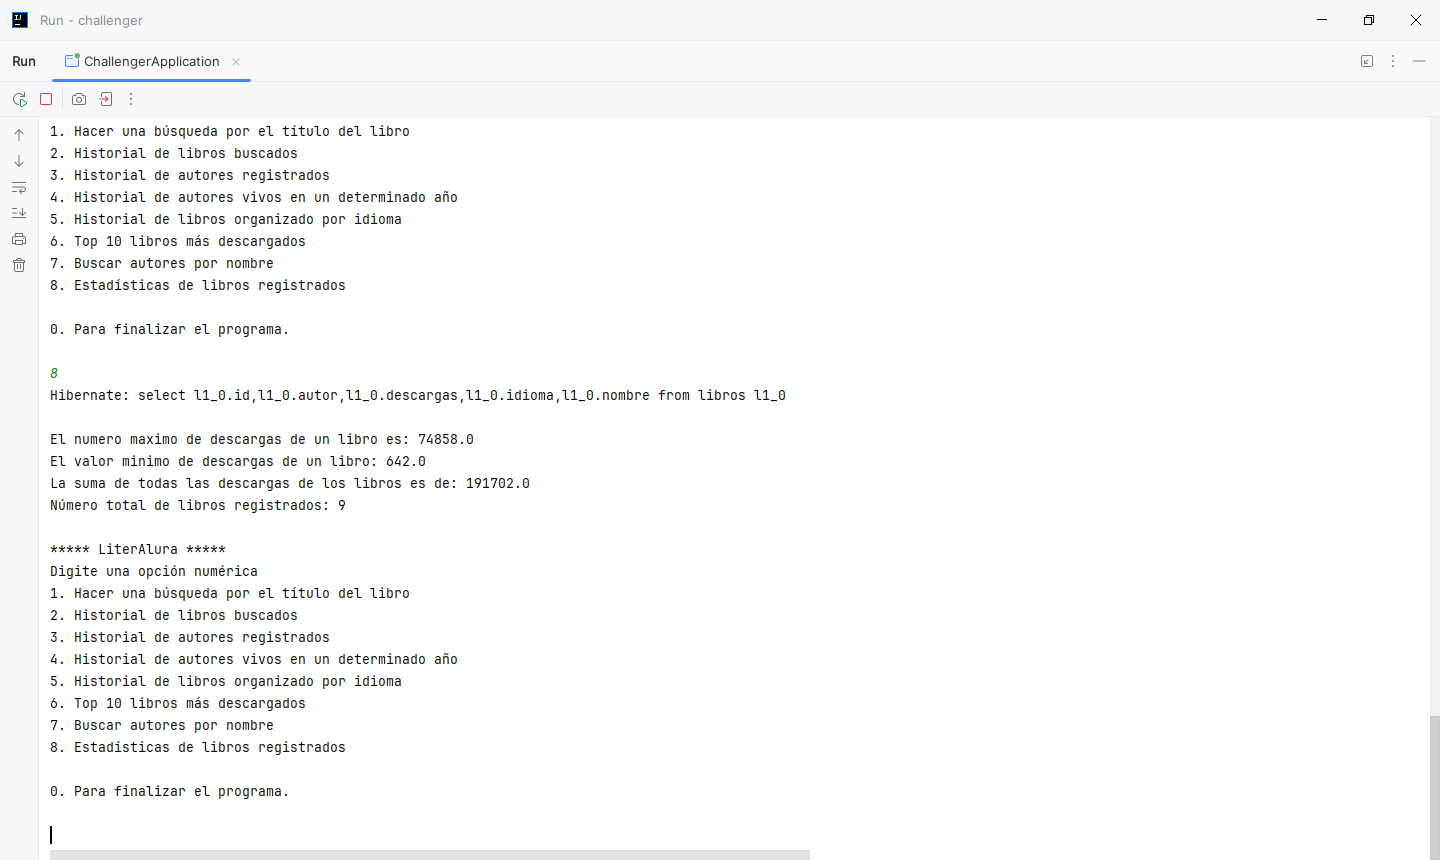 Run - challenger
Run
ChallengerApplication
1. Hacer una búsqueda por el título del libro
2. Historial de libros buscados
3. Historial de autores registrados
4. Historial de autores vivos en un determinado año
5. Historial de libros organizado por idioma
6. Top 10 libros más descargados
7. Buscar autores por nombre
8. Estadísticas de libros registrados
0. Para finalizar el programa.
8
Hibernate: select l1_0.id,l1_0.autor,l1_0.descargas,l1_0.idioma,l1_0.nombre from libros l1_0
El numero maximo de descargas de un libro es: 74858.0
El valor minimo de descargas de un libro: 642.0
La suma de todas las descargas de los libros es de: 191702.0
Número total de libros registrados: 9
***** LiterAlura *****
Digite una opción numérica
1. Hacer una búsqueda por el título del libro
2. Historial de libros buscados
3. Historial de autores registrados
4. Historial de autores vivos en un determinado año
5. Historial de libros organizado por idioma
6. Top 10 libros más descargados
7. Buscar autores por nombre
8. Estadísticas de libros registrados
0. Para finalizar el programa.